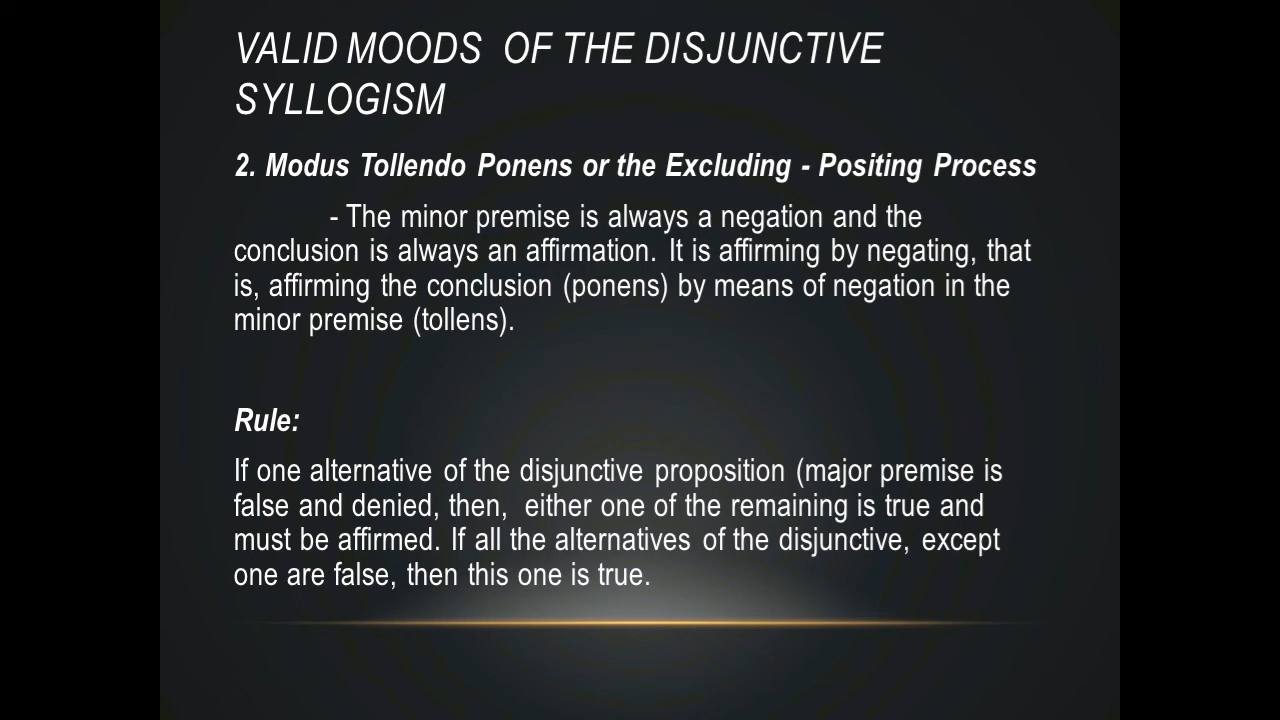 VALID MOODS OF THE DISJUNCTIVE
SYLLOGISM
2. Modus Tollendo Ponens or the Excluding - Positing Process
- The minor premise is always a negation and the
conclusion is always an affirmation. It is affirming by negating, that
is, affirming the conclusion (ponens) by means of negation in the
minor premise (tollens).
Rule:
If one alternative of the disjunctive proposition (major premise is
false and denied, then, either one of the remaining is true and
must be affirmed. If all the alternatives of the disjunctive, except
one are false, then this one is true.